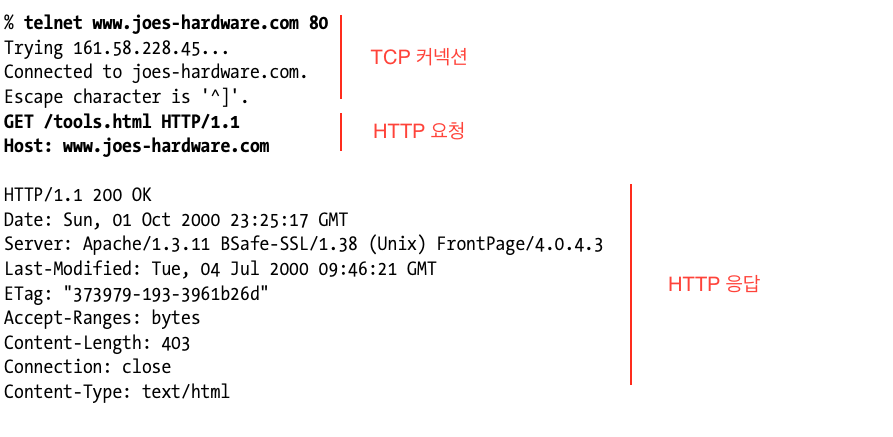 % telnet www.joes-hardware.com 80
Trying 161.58.228.45...
Connected to joes-hardware.com.
Escape character is '^]'.
TCP 커넥션
GET /tools.html HTTP/1.1
Host: www.joes-hardware.com
HTTP 요청
HTTP/1.1 200 OK
Date: Sun, 01 Oct 2000 23:25:17 GMT
Server: Apache/1.3.11 BSafe-SSL/1.38 (Unix) FrontPage/4.0.4.3
Last-Modified: Tue, 04 Jul 2000 09:46:21 GMT
ETag: "373979-193-3961b26d"
Accept-Ranges: bytes
Content-Length: 403
Connection: close
Content-Type: text/html
HTTP 응답